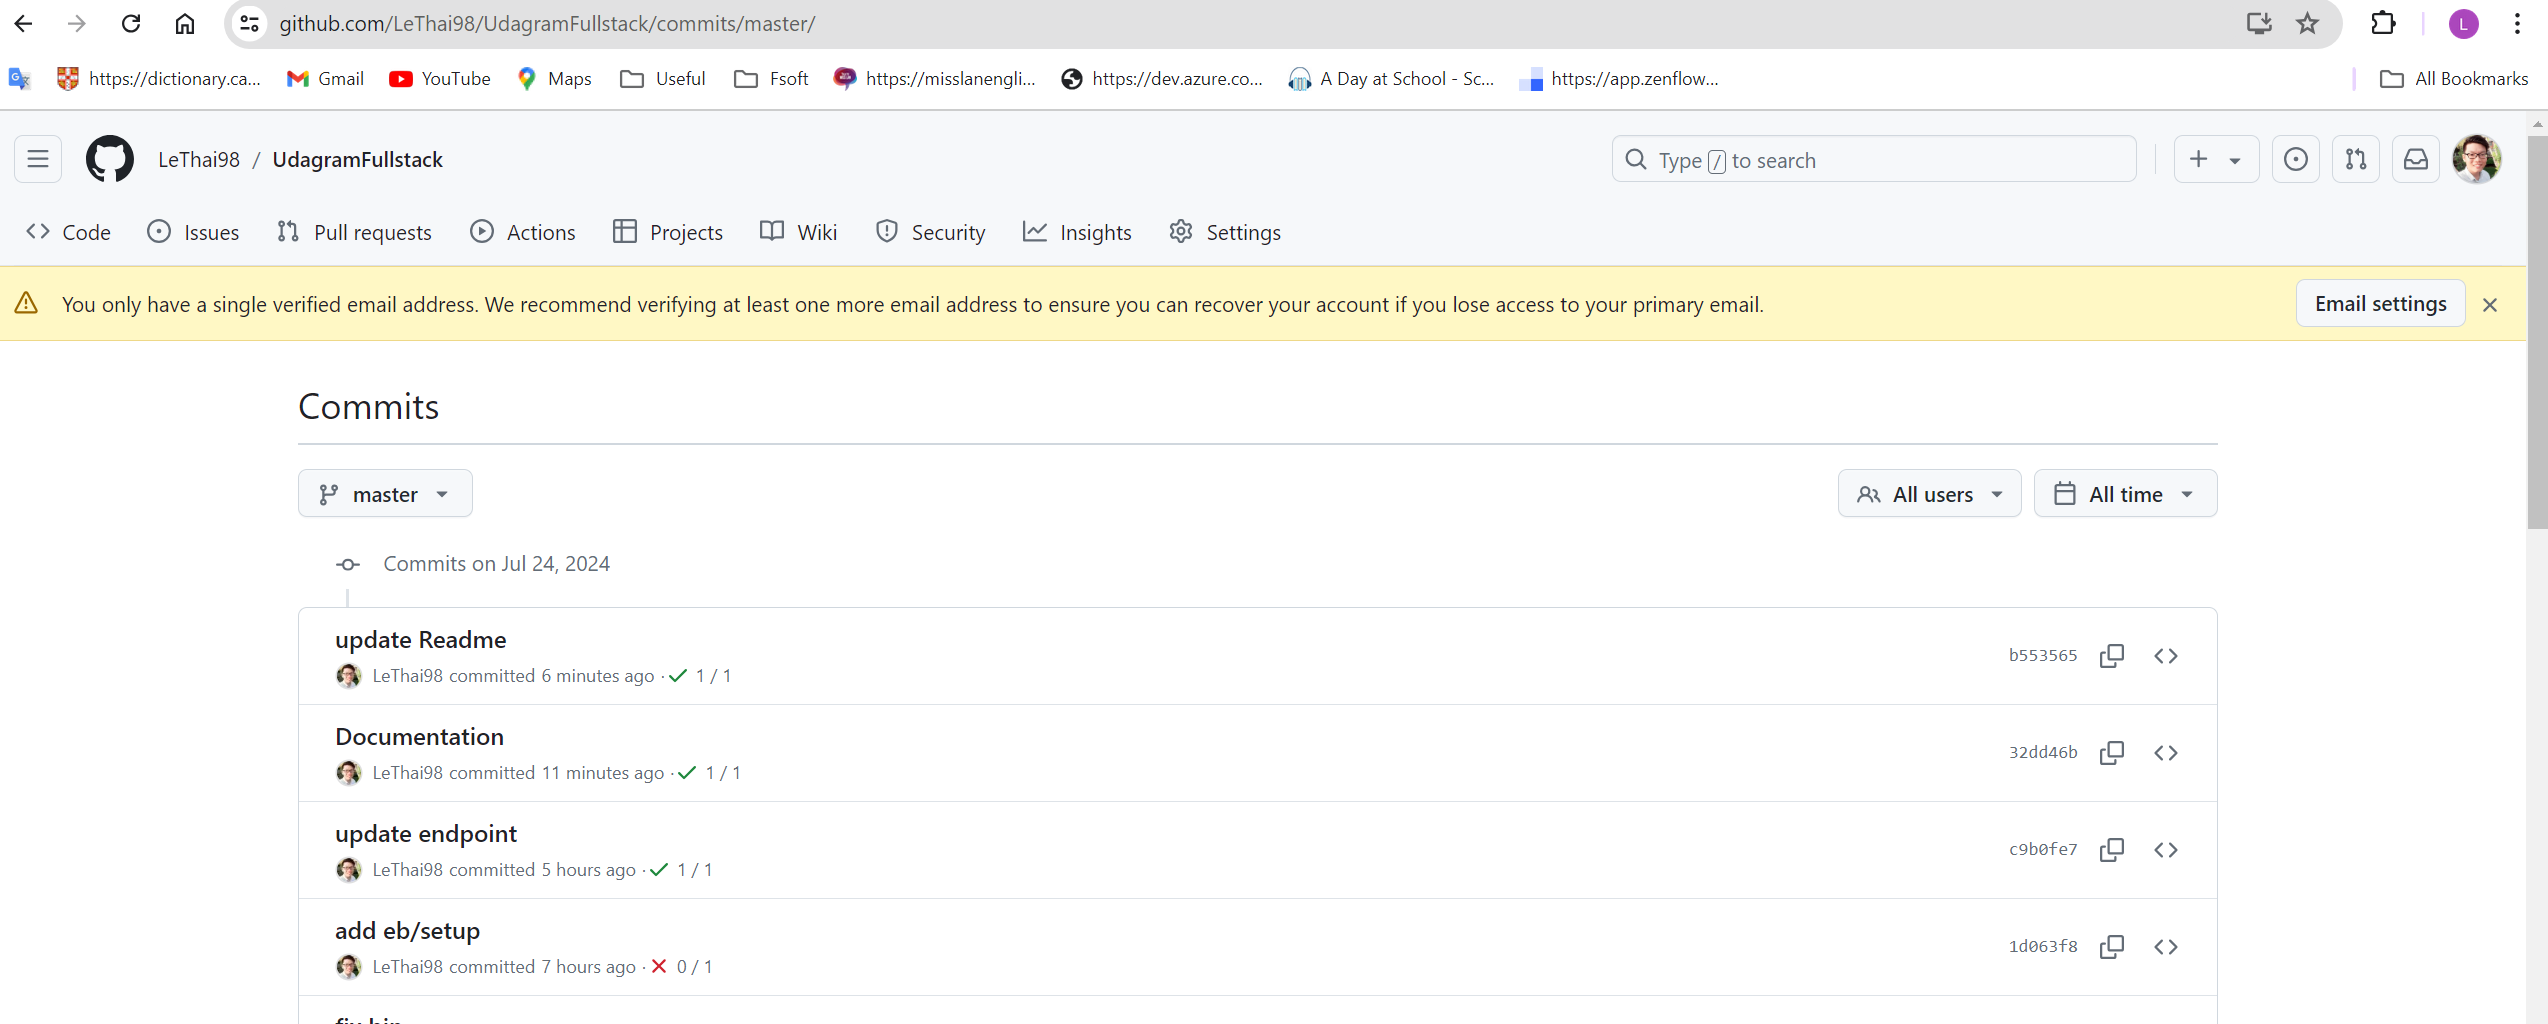 github.com/LeThai98/UdagramFullstack/commits/master/
L
https://dictionary.ca... Gmail YouTube Maps Useful Fsoft https://misslanengli... https://dev.azure.co... A Day at School - Sc... https://app.zenflow... All Bookmarks
LeThai98 / UdagramFullstack
Type / to search
Code Issues Pull requests Actions Projects Wiki Security Insights Settings
You only have a single verified email address. We recommend verifying at least one more email address to ensure you can recover your account if you lose access to your primary email.
Email settings
Commits
master
All users All time
Commits on Jul 24, 2024
update Readme
LeThai98 committed 6 minutes ago · 1 / 1
b553565
Documentation
LeThai98 committed 11 minutes ago · 1 / 1
32dd46b
update endpoint
LeThai98 committed 5 hours ago · 1 / 1
c9b0fe7
add eb/setup
LeThai98 committed 7 hours ago · 0 / 1
1d063f8